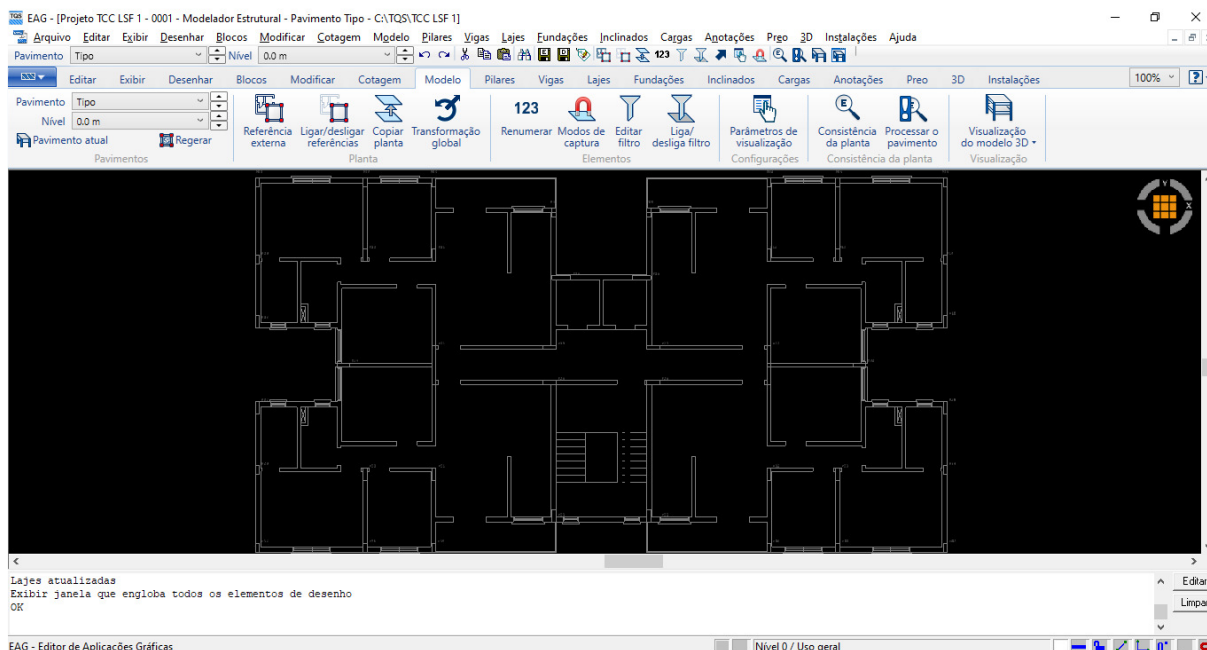 TQS EAG - [Projeto TCC LSF 1 - 0001 - Modelador Estrutural - Pavimento Tipo - C:\TQS\TCC LSF 1]
Arquivo Editar Exibir Desenhar Blocos Modificar Cotagem Modelo Pilares Vigas Lajes Fundações Inclinados Cargas Anotações Preo 3D Instalações Ajuda
Pavimento Tipo Nível 0.0 m 123
Editar Exibir Desenhar Blocos Modificar Cotagem Modelo Pilares Vigas Lajes Fundações Inclinados Cargas Anotações Preo 3D Instalações 100% ?
Pavimento Tipo
Nível 0.0 m
Pavimento atual Regerar
Pavimentos
Referência externa
Ligar/desligar referências
Copiar planta
Transformação global
Planta
123
Renumerar
Modos de captura
Editar filtro
Liga/ desliga filtro
Elementos
Parâmetros de visualização
Configurações
E
Consistência da planta
Processar o pavimento
Consistência da planta
Visualização do modelo 3D
Visualização
Y
X
Lajes atualizadas
Exibir janela que engloba todos os elementos de desenho
OK
Editar
Limpar
EAG - Editor de Aplicações Gráficas
Nível 0 / Uso geral